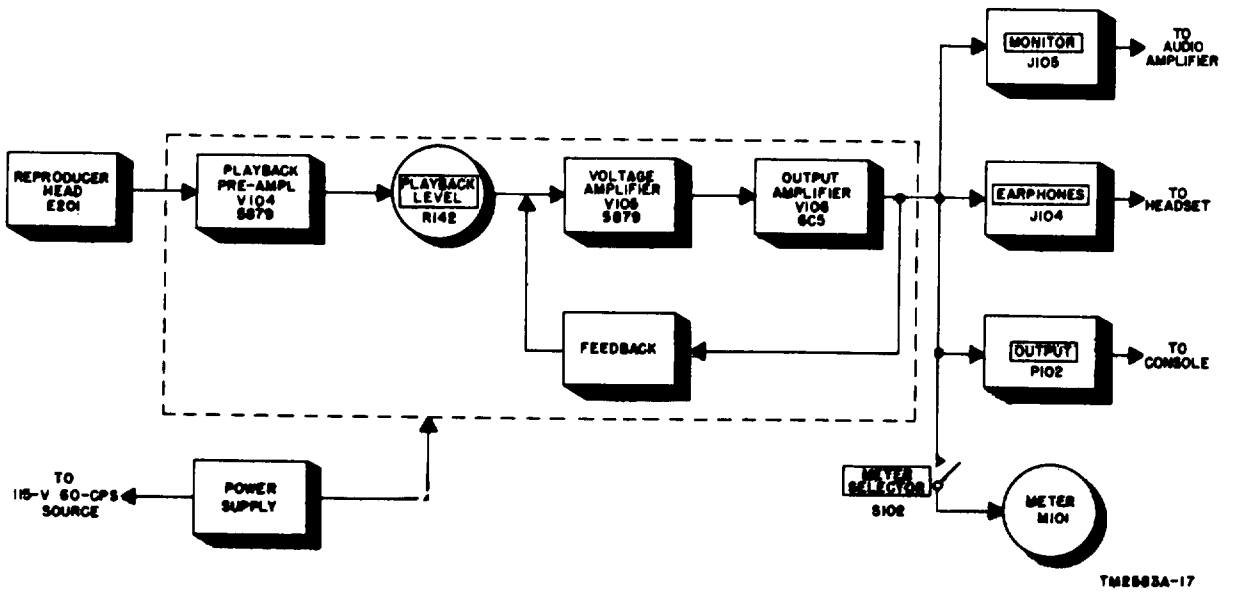 MONITOR
J105
TO
AUDIO
AMPLIFIER
REPRODUCER
HEAD
E201
PLAYBACK
PRE-AMPL
V104
5879
PLAYBACK
LEVEL
R142
VOLTAGE
AMPLIFIER
V105
5879
OUTPUT
AMPLIFIER
V106
6C5
EARPHONES
J104
TO
HEADSET
FEEDBACK
OUTPUT
P102
TO
CONSOLE
TO
115-V 60-CPS
SOURCE
POWER
SUPPLY
METER
SELECTOR
S102
METER
M101
TM2583A-17